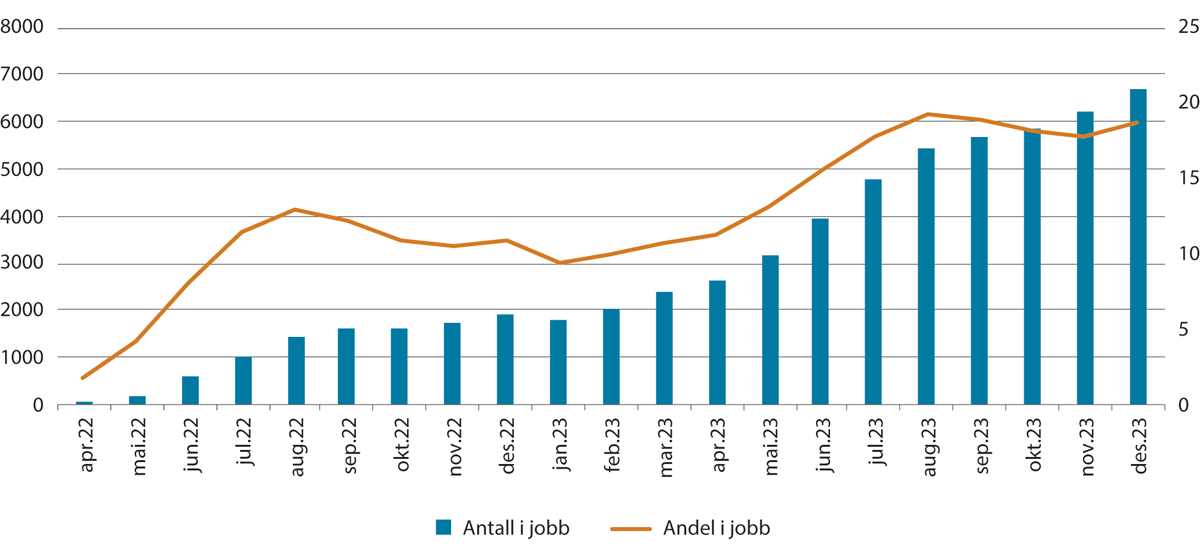 8000
7000
6000
5000
4000
3000
2000
1000
0
25
20
15
10
5
0
apr.22
mai.22
jun.22
jul.22
aug.22
sep.22
okt.22
nov.22
des.22
jan.23
feb.23
mar.23
apr.23
mai.23
jun.23
jul.23
aug.23
sep.23
okt.23
nov.23
des.23
Antall i jobb
Andel i jobb